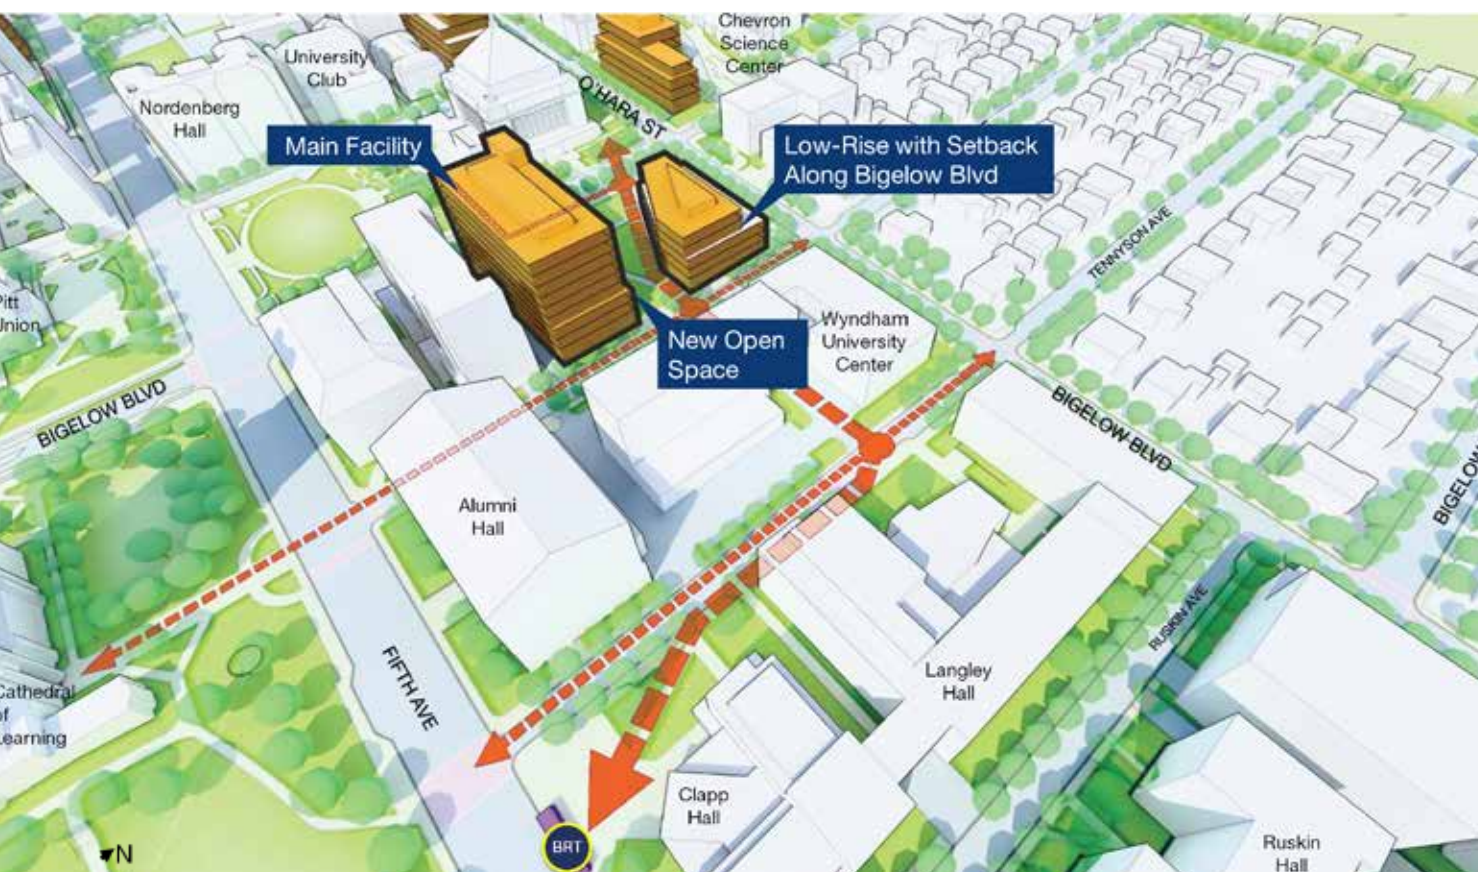 Chevron
Science
Center
University
Club
Nordenberg
Hall
O'HARA ST
Main Facility
Low-Rise with Setback
Along Bigelow Blvd
TENNYSON AVE
Pitt
Union
Wyndham
University
Center
New Open
Space
BIGELOW BLVD
BIGELOW BLVD
BIGELOW
Alumni
Hall
RUSKIN AVE
FIFTH AVE
Langley
Hall
Cathedral
of
Learning
Clapp
Hall
BRT
Ruskin
Hall
N